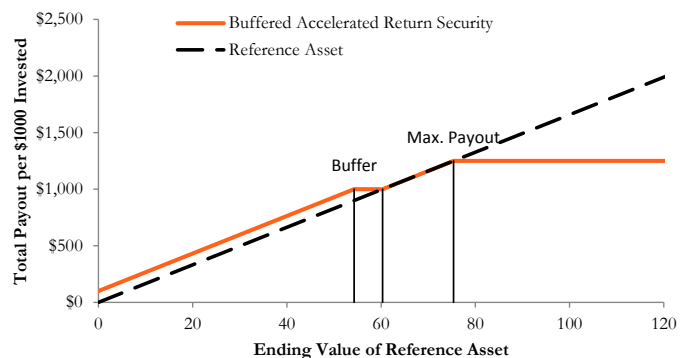 $2,500
Buffered Accelerated Return Security
Reference Asset
$2,000
$1,500
Max. Payout
Buffer
$1,000
$500
$0
Total Payout per $1000 Invested
0 20 40 60 80 100 120
Ending Value of Reference Asset